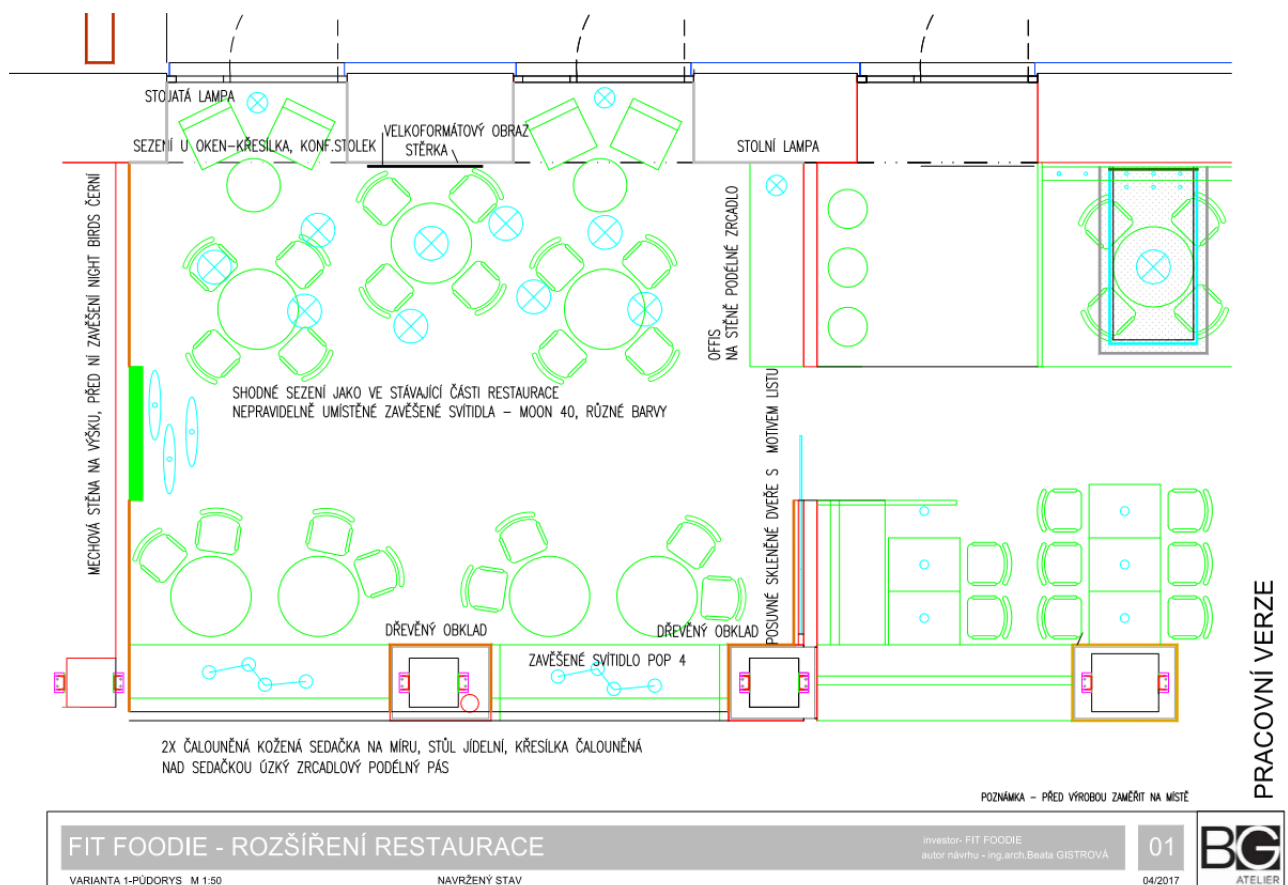 STOJATÁ LAMPA
VELKOFORMÁTOVÝ OBRAZ
STĚRKA
SEZENÍ U OKEN-KŘESÍLKA, KONF.STOLEK
STOLNÍ LAMPA
MECHOVÁ STĚNA NA VÝŠKU, PŘED NÍ ZAVĚŠENÍ NIGHT BIRDS ČERNÍ
OFFIS
NA STĚNĚ PODÉLNÉ ZRCADLO
SHODNÉ SEZENÍ JAKO VE STÁVAJÍCÍ ČÁSTI RESTAURACE
NEPRAVIDELNĚ UMÍSTĚNÉ ZAVĚŠENÉ SVÍTIDLA – MOON 40, RŮZNÉ BARVY
POSUVNÉ SKLENĚNÉ DVEŘE S MOTIVEM LISTU
DŘEVĚNÝ OBKLAD
DŘEVĚNÝ OBKLAD
ZAVĚŠENÉ SVÍTIDLO POP 4
2X ČALOUNĚNÁ KOŽENÁ SEDAČKA NA MÍRU, STŮL JÍDELNÍ, KŘESÍLKA ČALOUNĚNÁ
NAD SEDAČKOU ÚZKÝ ZRCADLOVÝ PODÉLNÝ PÁS
PRACOVNÍ VERZE
POZNÁMKA – PŘED VÝROBOU ZAMĚŘIT NA MÍSTĚ
FIT FOODIE - ROZŠÍŘENÍ RESTAURACE
investor- FIT FOODIE
autor návrhu - ing.arch.Beata GISTROVÁ
01
BG
ATELIER
VARIANTA 1-PŮDORYS M 1:50
NAVRŽENÝ STAV
04/2017